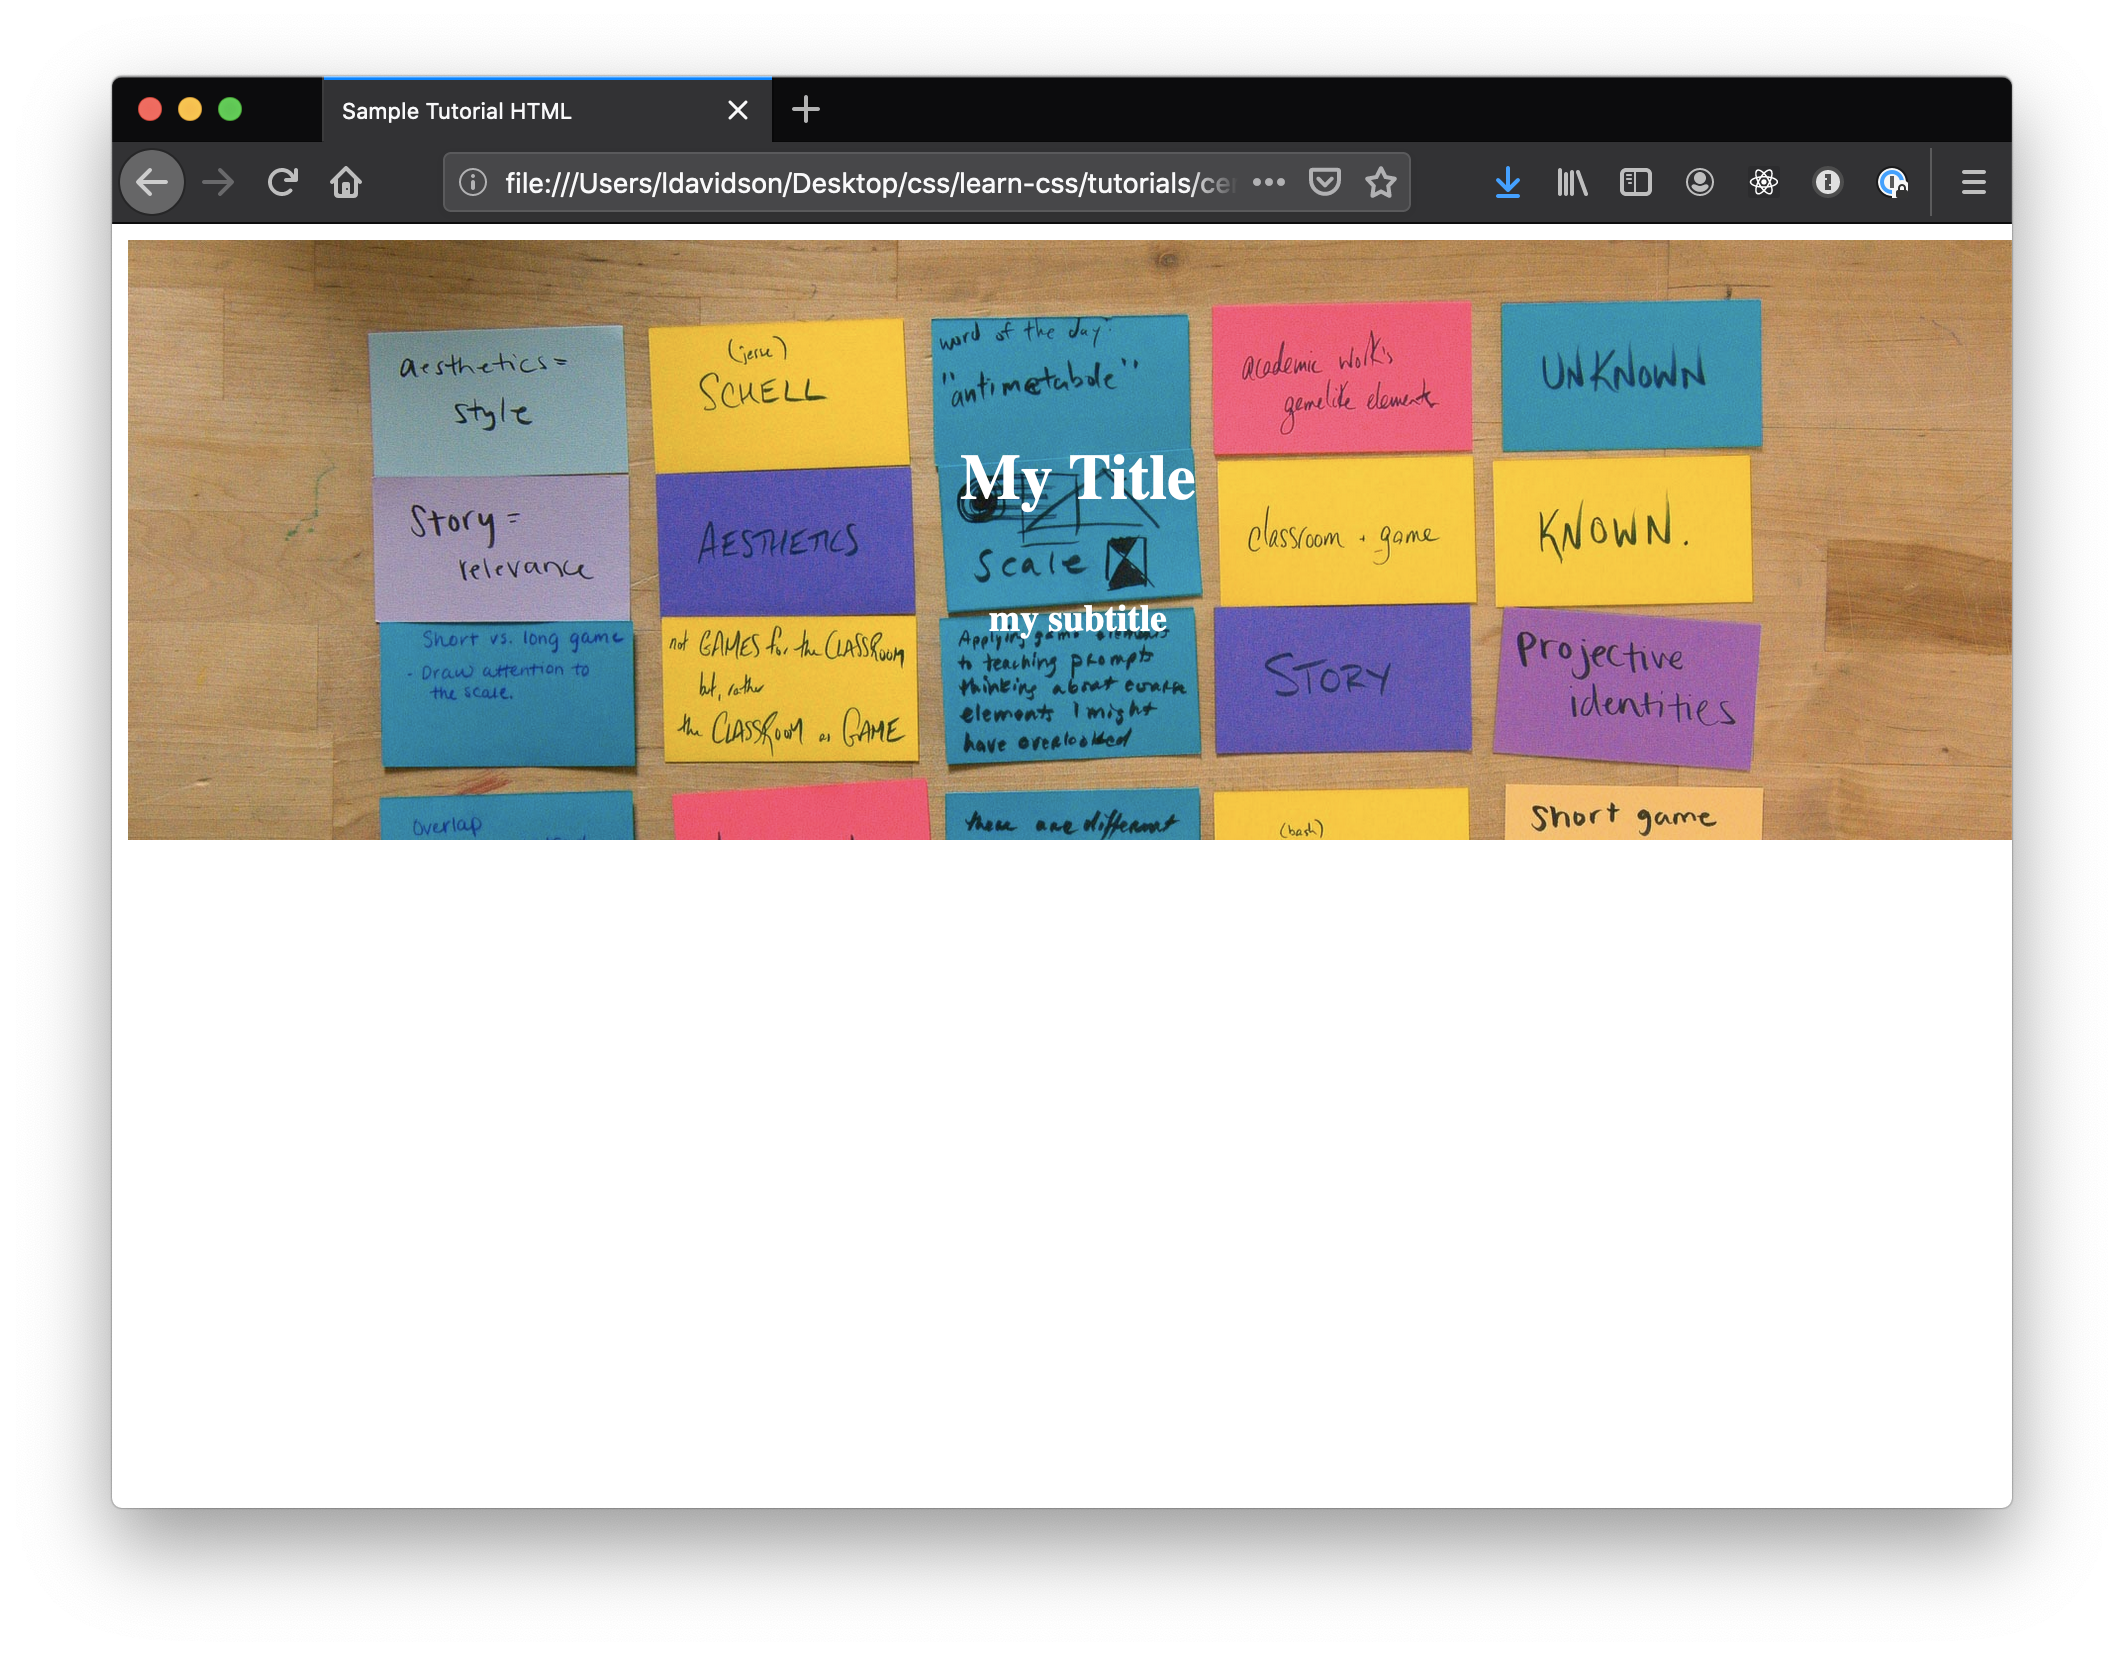 Sample Tutorial HTML
file:///Users/ldavidson/Desktop/css/learn-css/tutorials/ce
aesthetics =
style
(jesse)
SCHELL
word of the day:
"antimetabole"
academic work's
gamelike elements
UNKNOWN
My Title
Story =
relevance
AESTHETICS
Scale
classroom + game
KNOWN.
my subtitle
Short vs. long game
- Draw attention to
the scale.
not GAMES for the CLASSROOM
but, rather
the CLASSROOM as GAME
Applying game elements
to teaching prompts
thinking about course
elements I might
have overlooked
STORY
Projective
identities
Overlap
these are different
(bash)
Short game